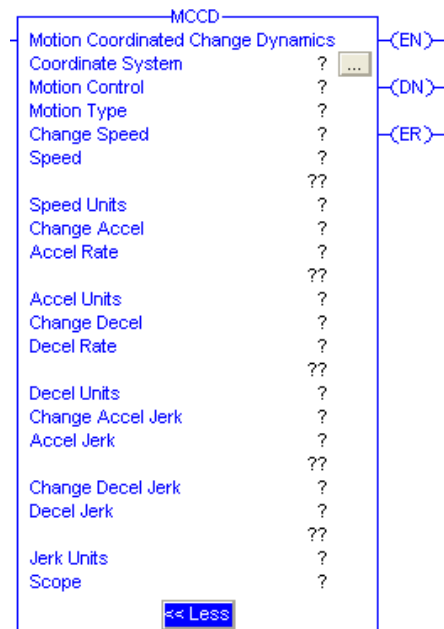 MCCD
Motion Coordinated Change Dynamics (EN)
Coordinate System ? ...
Motion Control ? (DN)
Motion Type ?
Change Speed ? (ER)
Speed ?
??
Speed Units ?
Change Accel ?
Accel Rate ?
??
Accel Units ?
Change Decel ?
Decel Rate ?
??
Decel Units ?
Change Accel Jerk ?
Accel Jerk ?
??
Change Decel Jerk ?
Decel Jerk ?
??
Jerk Units ?
Scope ?
<< Less